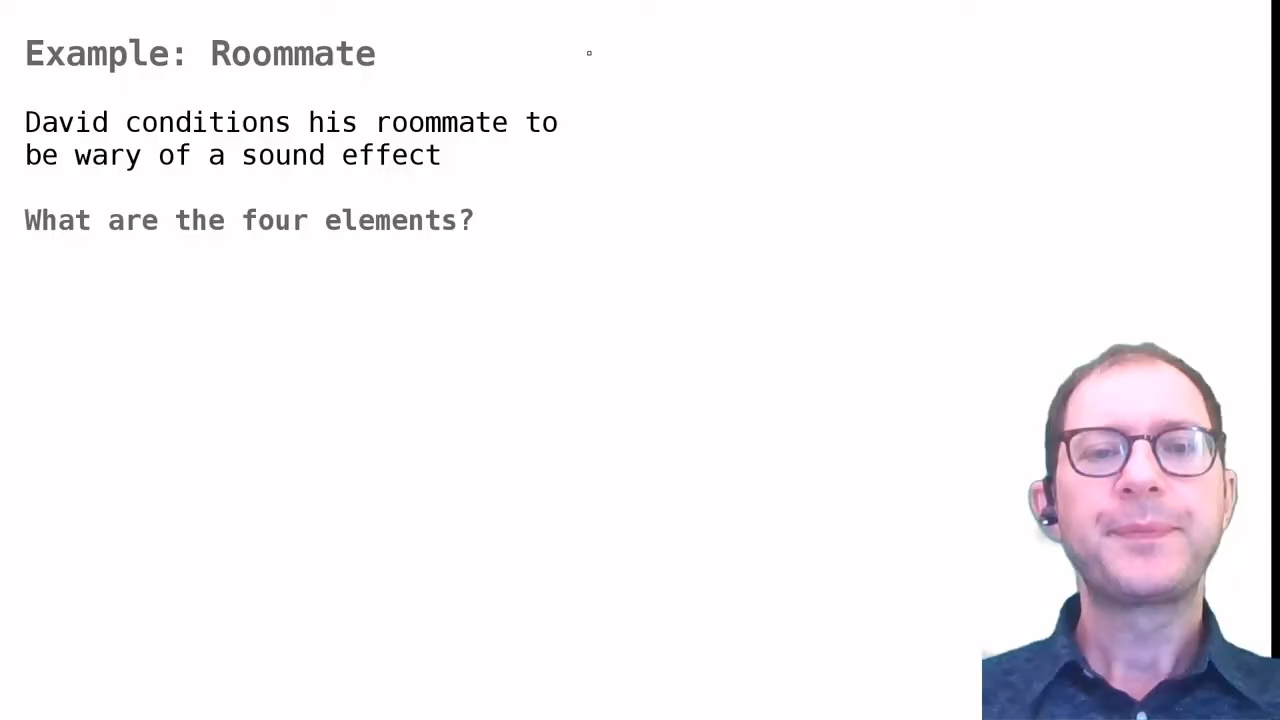 Example: Roommate
David conditions his roommate to
be wary of a sound effect
What are the four elements?